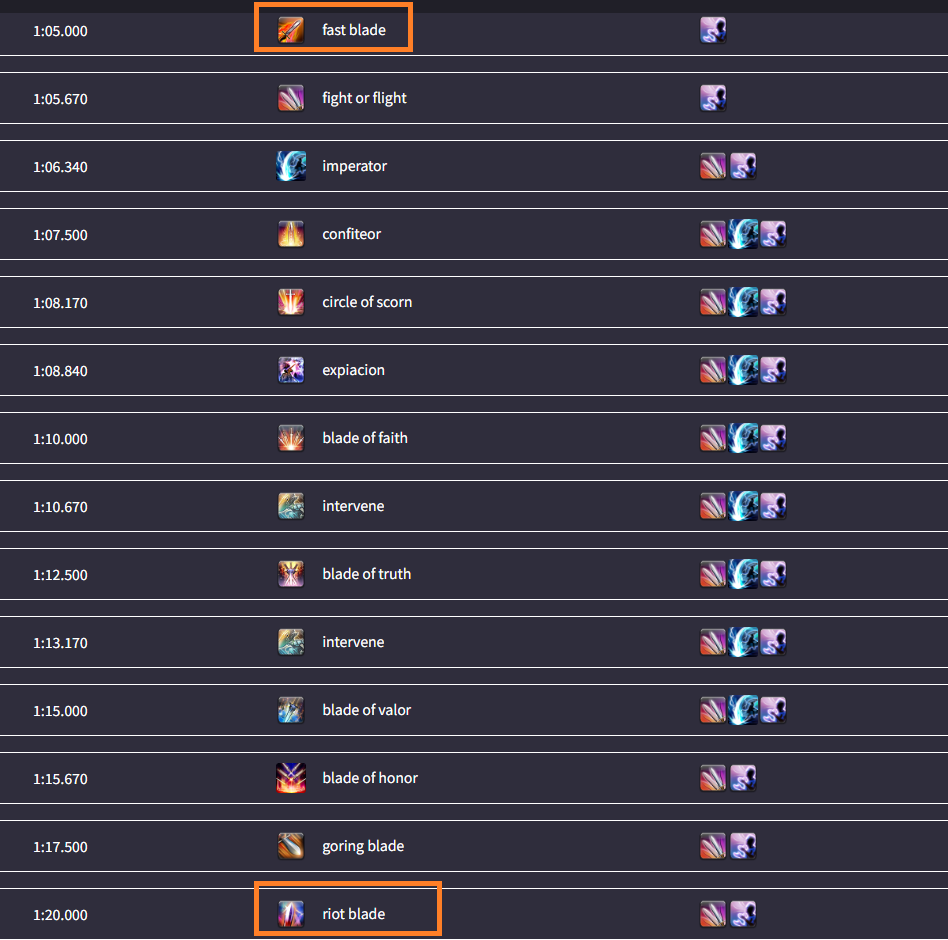 1:05.000 fast blade
1:05.670 fight or flight
1:06.340 imperator
1:07.500 confiteor
1:08.170 circle of scorn
1:08.840 expiacion
1:10.000 blade of faith
1:10.670 intervene
1:12.500 blade of truth
1:13.170 intervene
1:15.000 blade of valor
1:15.670 blade of honor
1:17.500 goring blade
1:20.000 riot blade